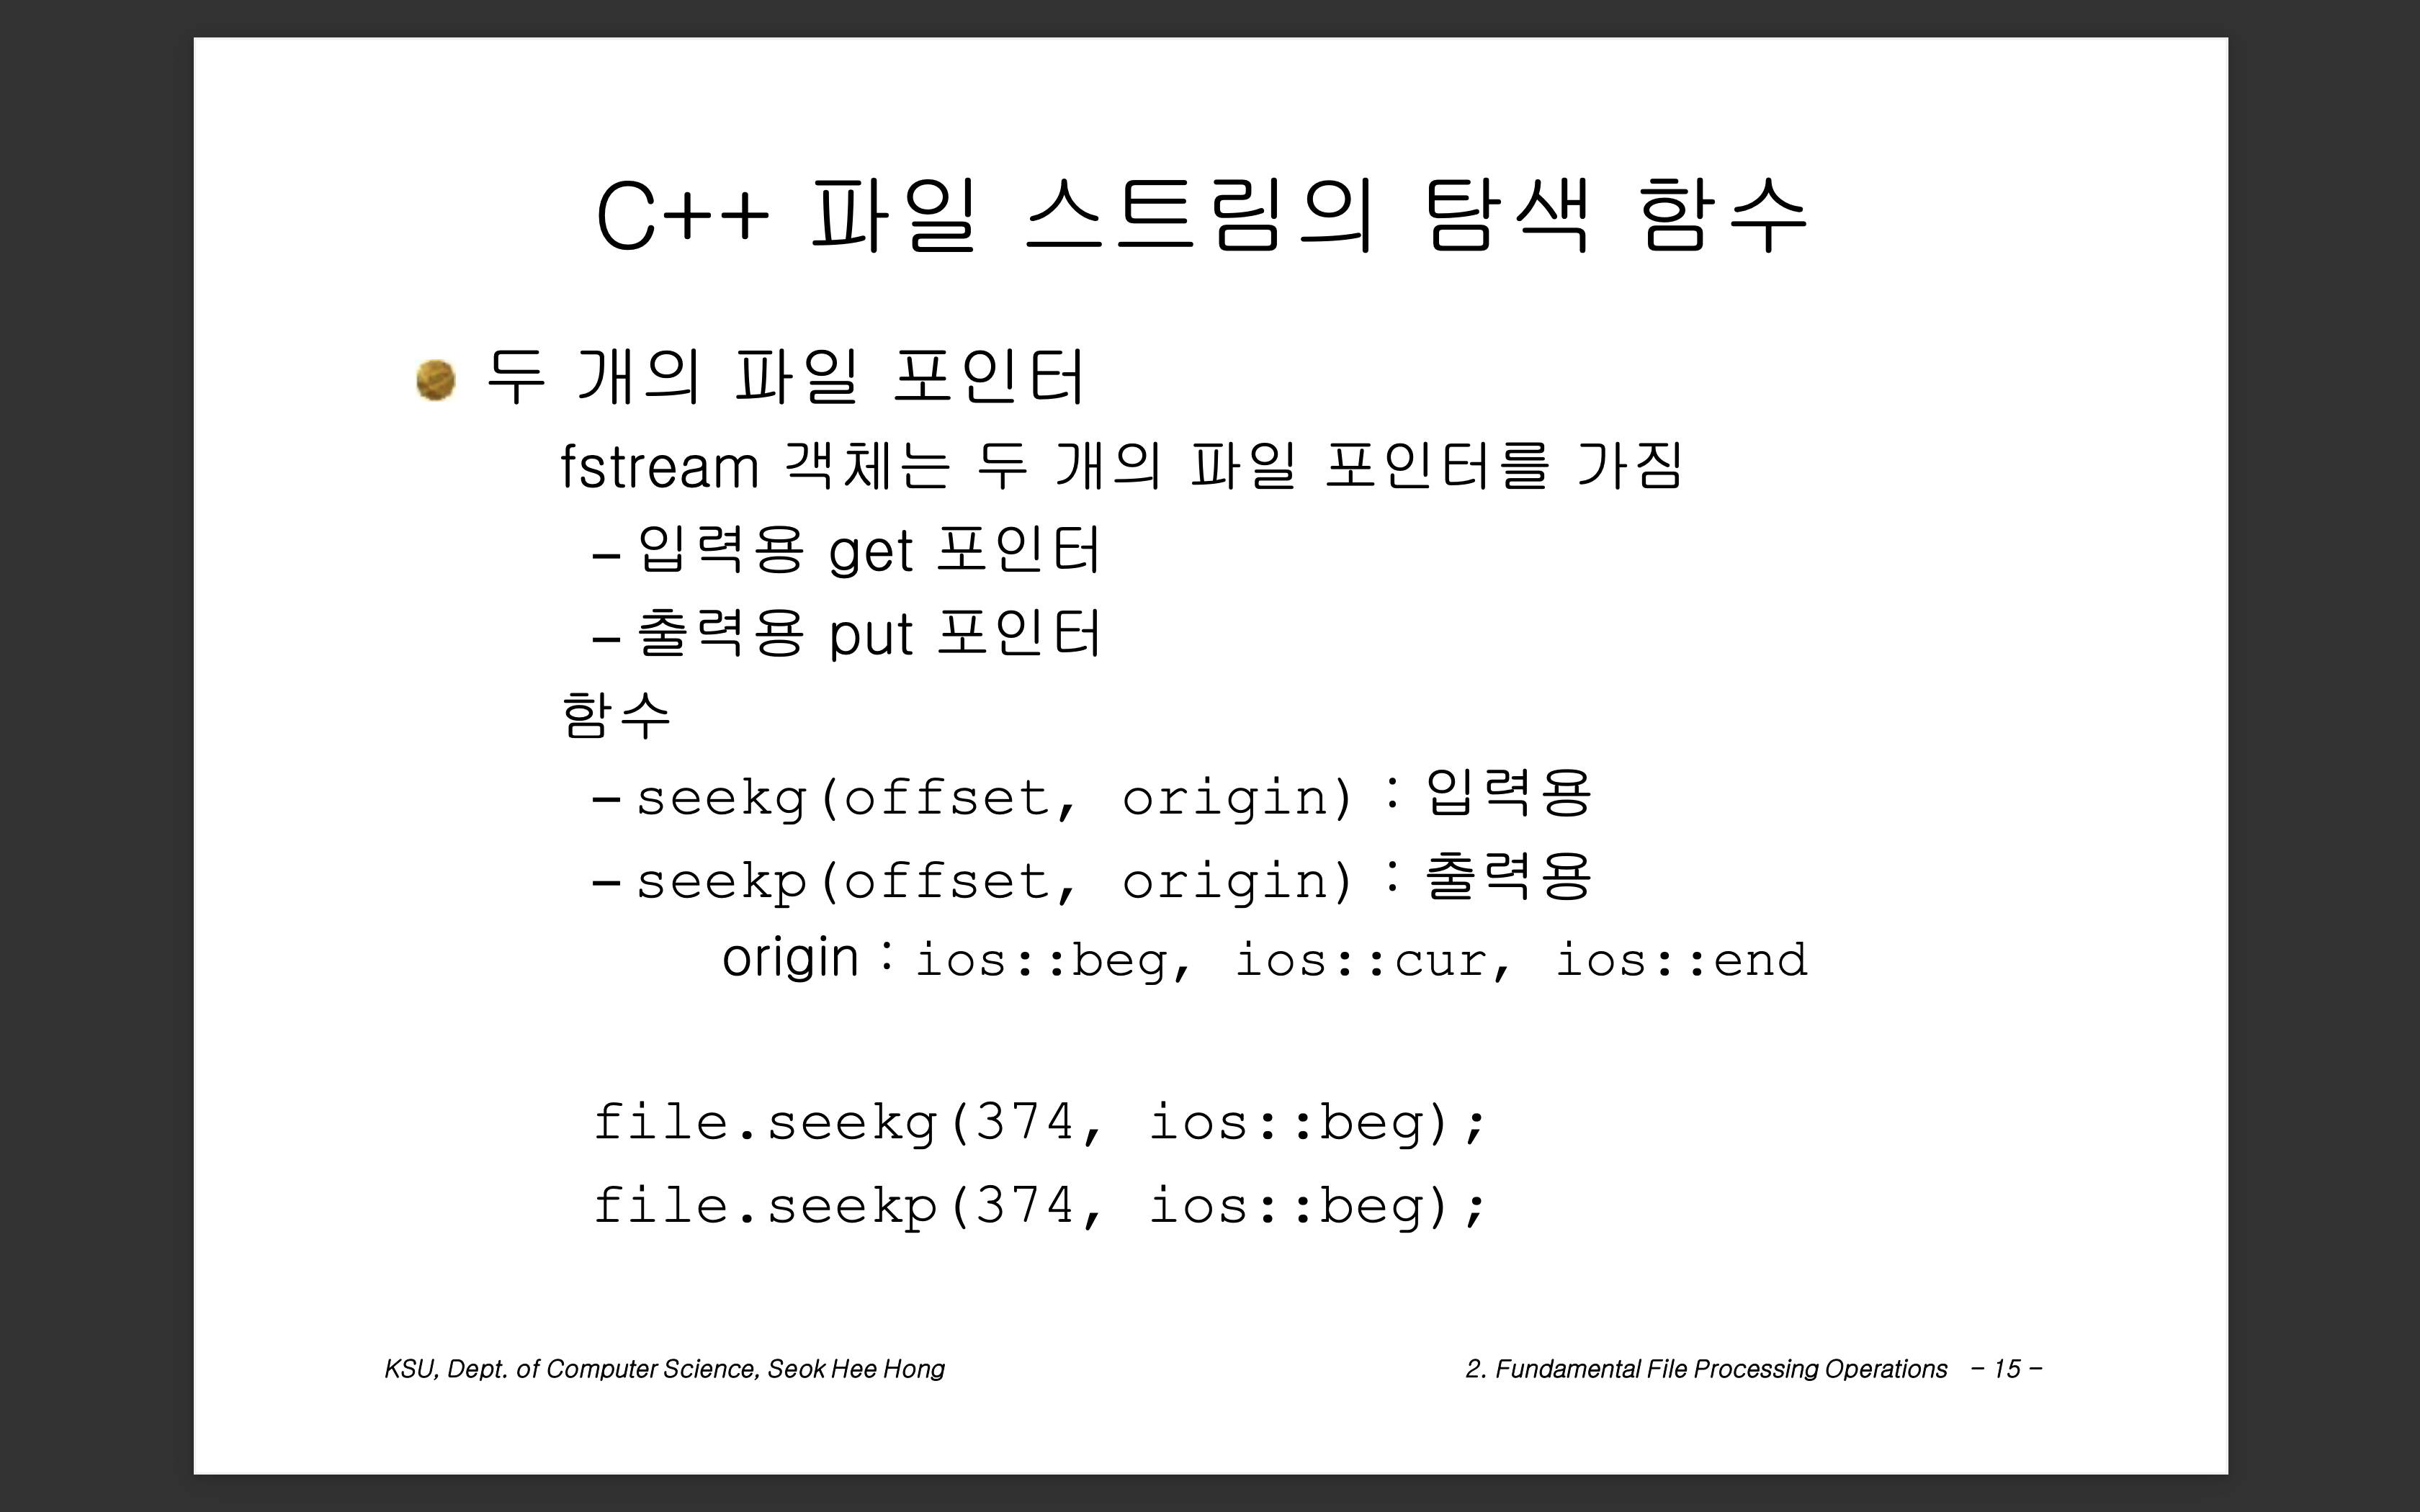 C++ 파일 스트림의 탐색 함수
두 개의 파일 포인터
fstream 객체는 두 개의 파일 포인터를 가짐
– 입력용 get 포인터
– 출력용 put 포인터
함수
– seekg(offset, origin) : 입력용
– seekp(offset, origin) : 출력용
origin : ios::beg, ios::cur, ios::end
file.seekg(374, ios::beg);
file.seekp(374, ios::beg);
KSU, Dept. of Computer Science, Seok Hee Hong
2. Fundamental File Processing Operations – 15 –